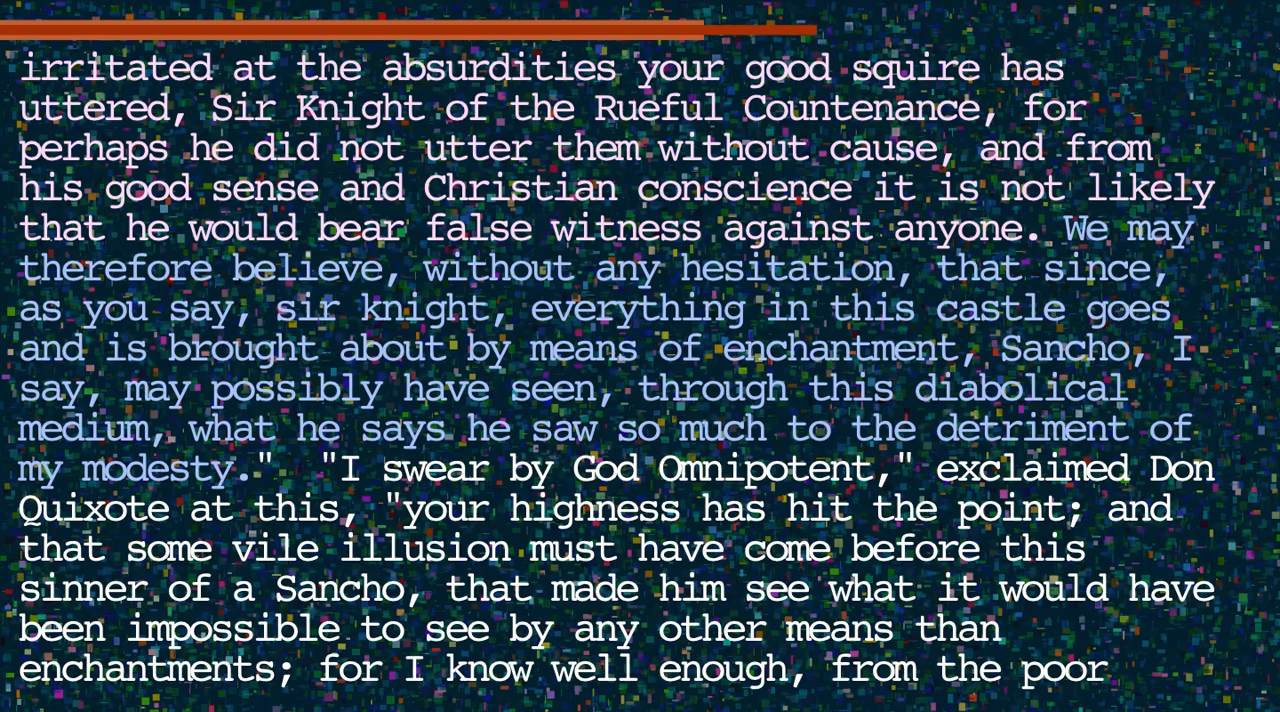 irritated at the absurdities your good squire has
uttered, Sir Knight of the Rueful Countenance, for
perhaps he did not utter them without cause, and from
his good sense and Christian conscience it is not likely
that he would bear false witness against anyone. We may
therefore believe, without any hesitation, that since,
as you say, sir knight, everything in this castle goes
and is brought about by means of enchantment, Sancho, I
say, may possibly have seen, through this diabolical
medium, what he says he saw so much to the detriment of
my modesty."  "I swear by God Omnipotent," exclaimed Don
Quixote at this, "your highness has hit the point; and
that some vile illusion must have come before this
sinner of a Sancho, that made him see what it would have
been impossible to see by any other means than
enchantments; for I know well enough, from the poor